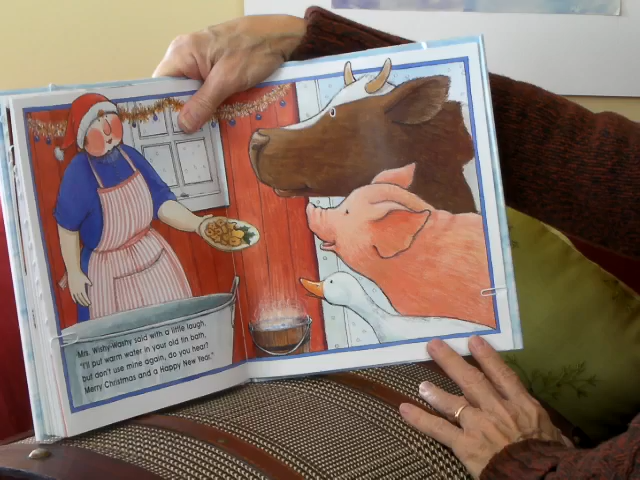 Mrs. Wishy-Washy said with a little laugh,
"I'll put warm water in your old tin bath,
but don't use mine again, do you hear?
Merry Christmas and a Happy New Year."